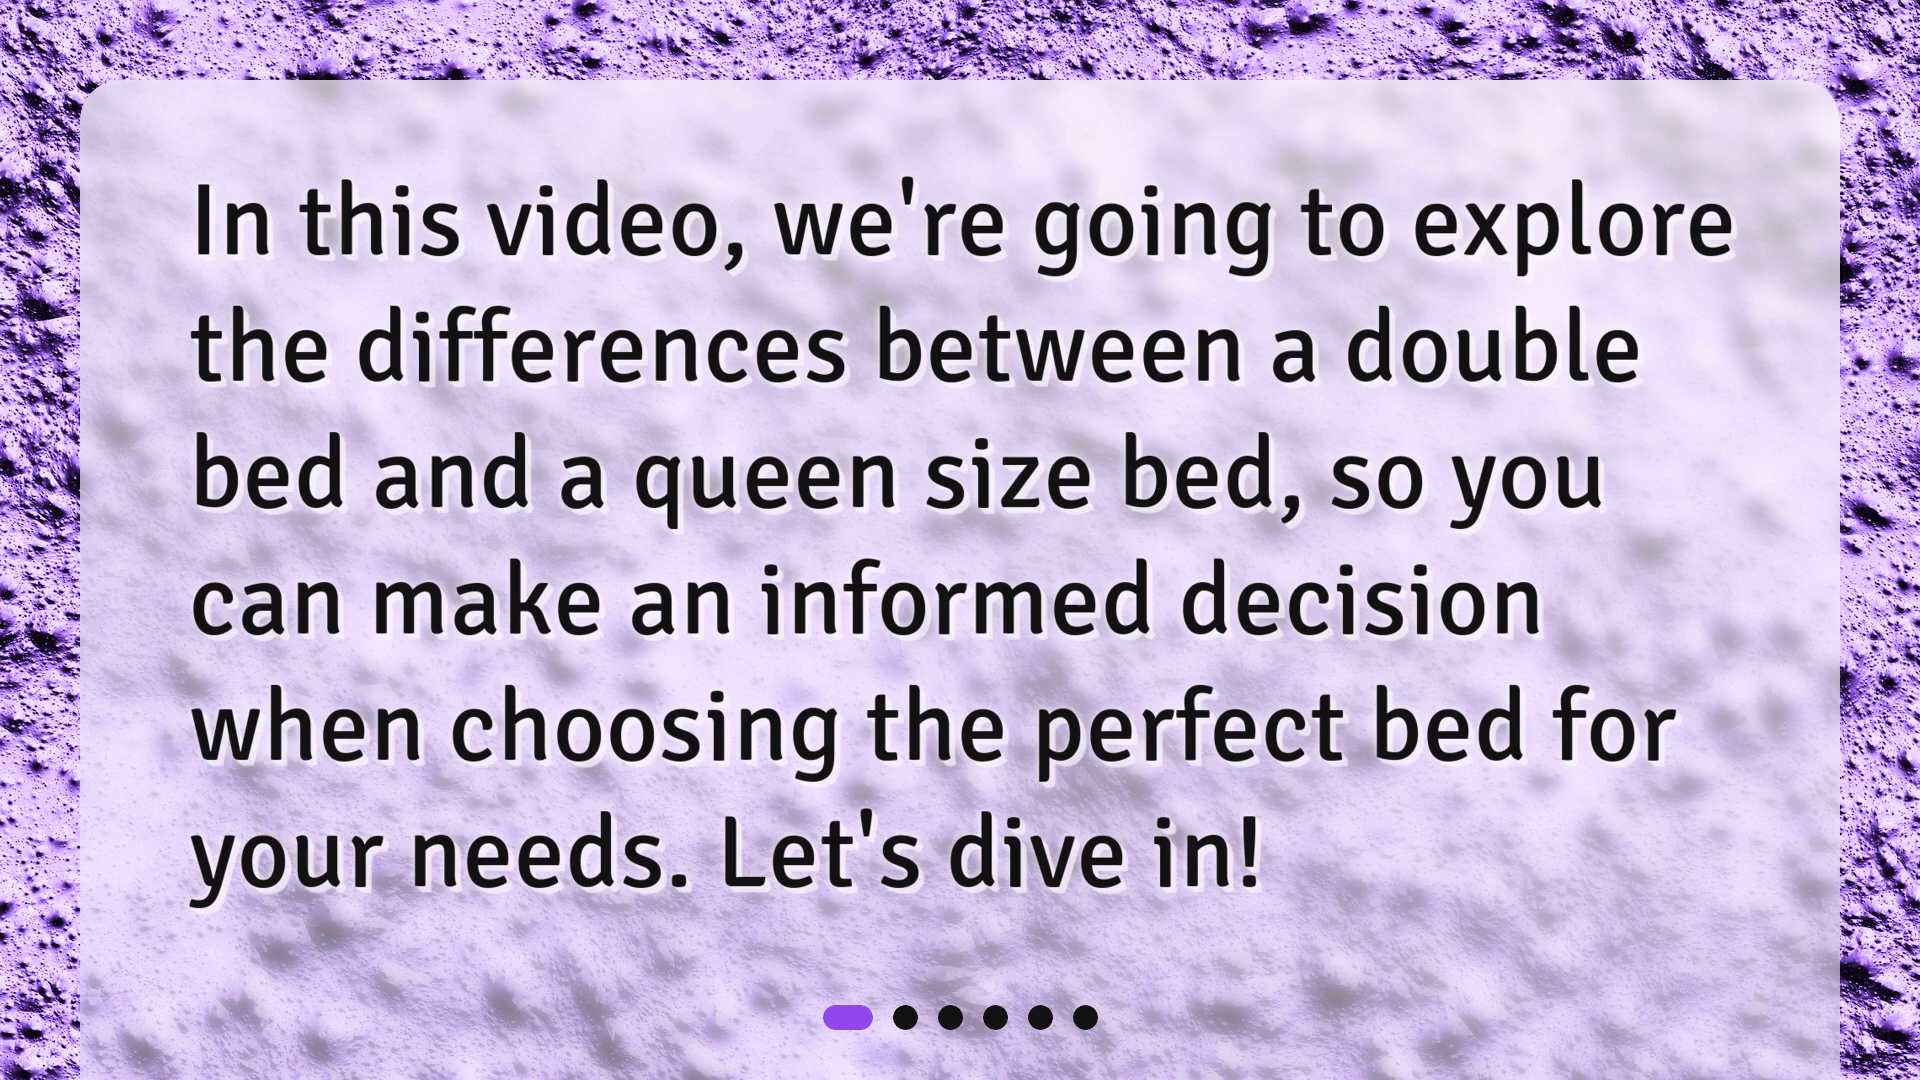 In this video, we're going to explore
the differences between a double
bed and a queen size bed, so you
can make an informed decision
when choosing the perfect bed for
your needs. Let's dive in!